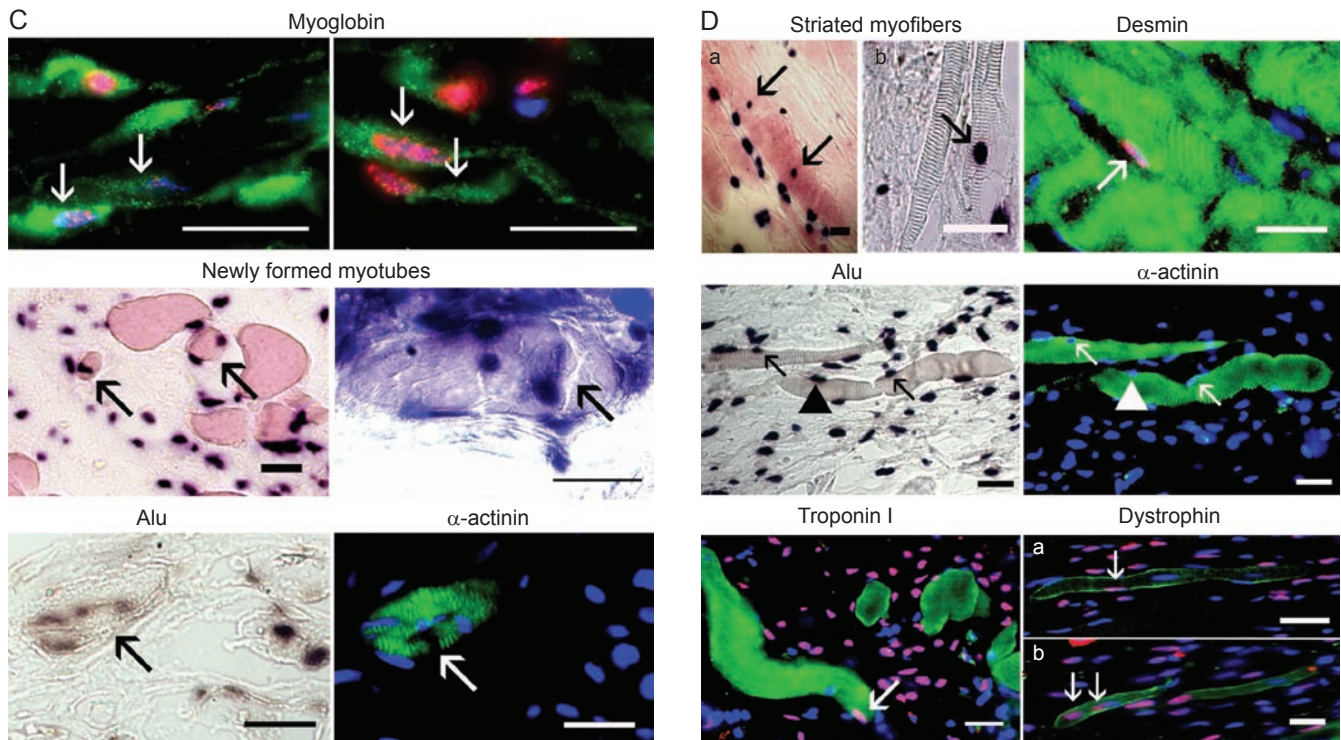 C
Myoglobin
Newly formed myotubes
Alu
α-actinin
D
Striated myofibers
Desmin
a
b
Alu
α-actinin
Troponin I
Dystrophin
a
b